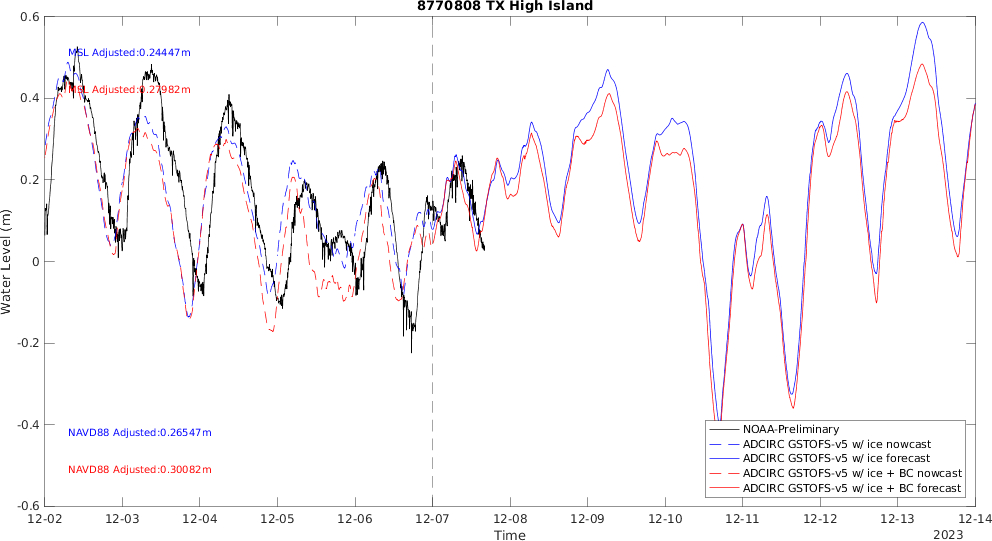 8770808 TX High Island
0.6
0.4
0.2
0
-0.2
-0.4
-0.6
Water Level (m)
MSL Adjusted:0.24447m
MSL Adjusted:0.27982m
NAVD88 Adjusted:0.26547m
NAVD88 Adjusted:0.30082m
NOAA-Preliminary
ADCIRC GSTOFS-v5 w/ ice nowcast
ADCIRC GSTOFS-v5 w/ ice forecast
ADCIRC GSTOFS-v5 w/ ice + BC nowcast
ADCIRC GSTOFS-v5 w/ ice + BC forecast
12-02 12-03 12-04 12-05 12-06 12-07 12-08 12-09 12-10 12-11 12-12 12-13 12-14
Time
2023